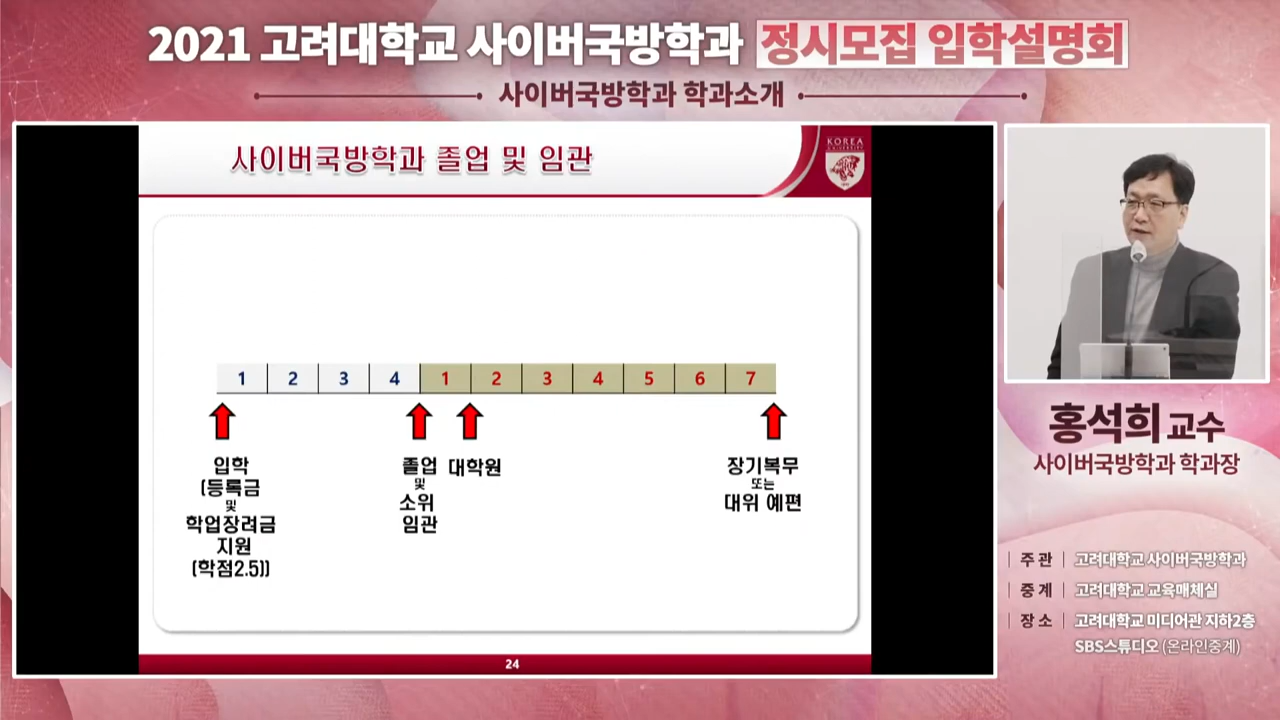 2021 고려대학교 사이버국방학과 정시모집 입학설명회
사이버국방학과 학과소개
사이버국방학과 졸업 및 임관
KOREA
UNIVERSITY
1 2 3 4 1 2 3 4 5 6 7
입학
(등록금
및
학업장려금
지원
(학점2.5))
졸업
및
소위
임관
대학원
장기복무
또는
대위 예편
24
홍석희 교수
사이버국방학과 학과장
주관 | 고려대학교 사이버국방학과
중계 | 고려대학교 교육매체실
장소 | 고려대학교 미디어관 지하2층
SBS스튜디오 (온라인중계)